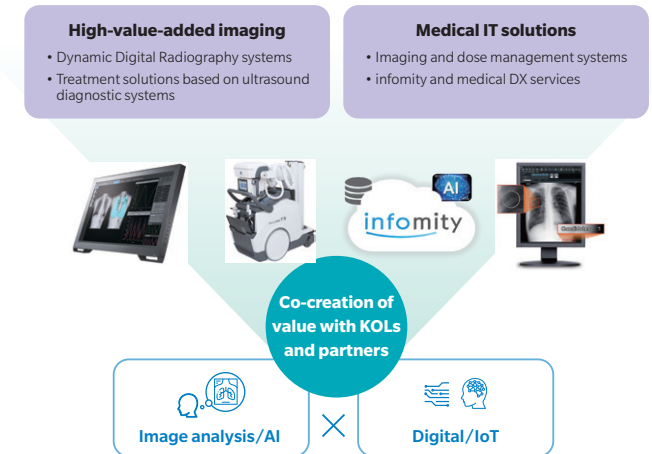 High-value-added imaging
• Dynamic Digital Radiography systems
• Treatment solutions based on ultrasound
diagnostic systems
Medical IT solutions
• Imaging and dose management systems
• infomity and medical DX services
AI
infomity
Co-creation of
value with KOLs
and partners
Image analysis/AI
Digital/IoT